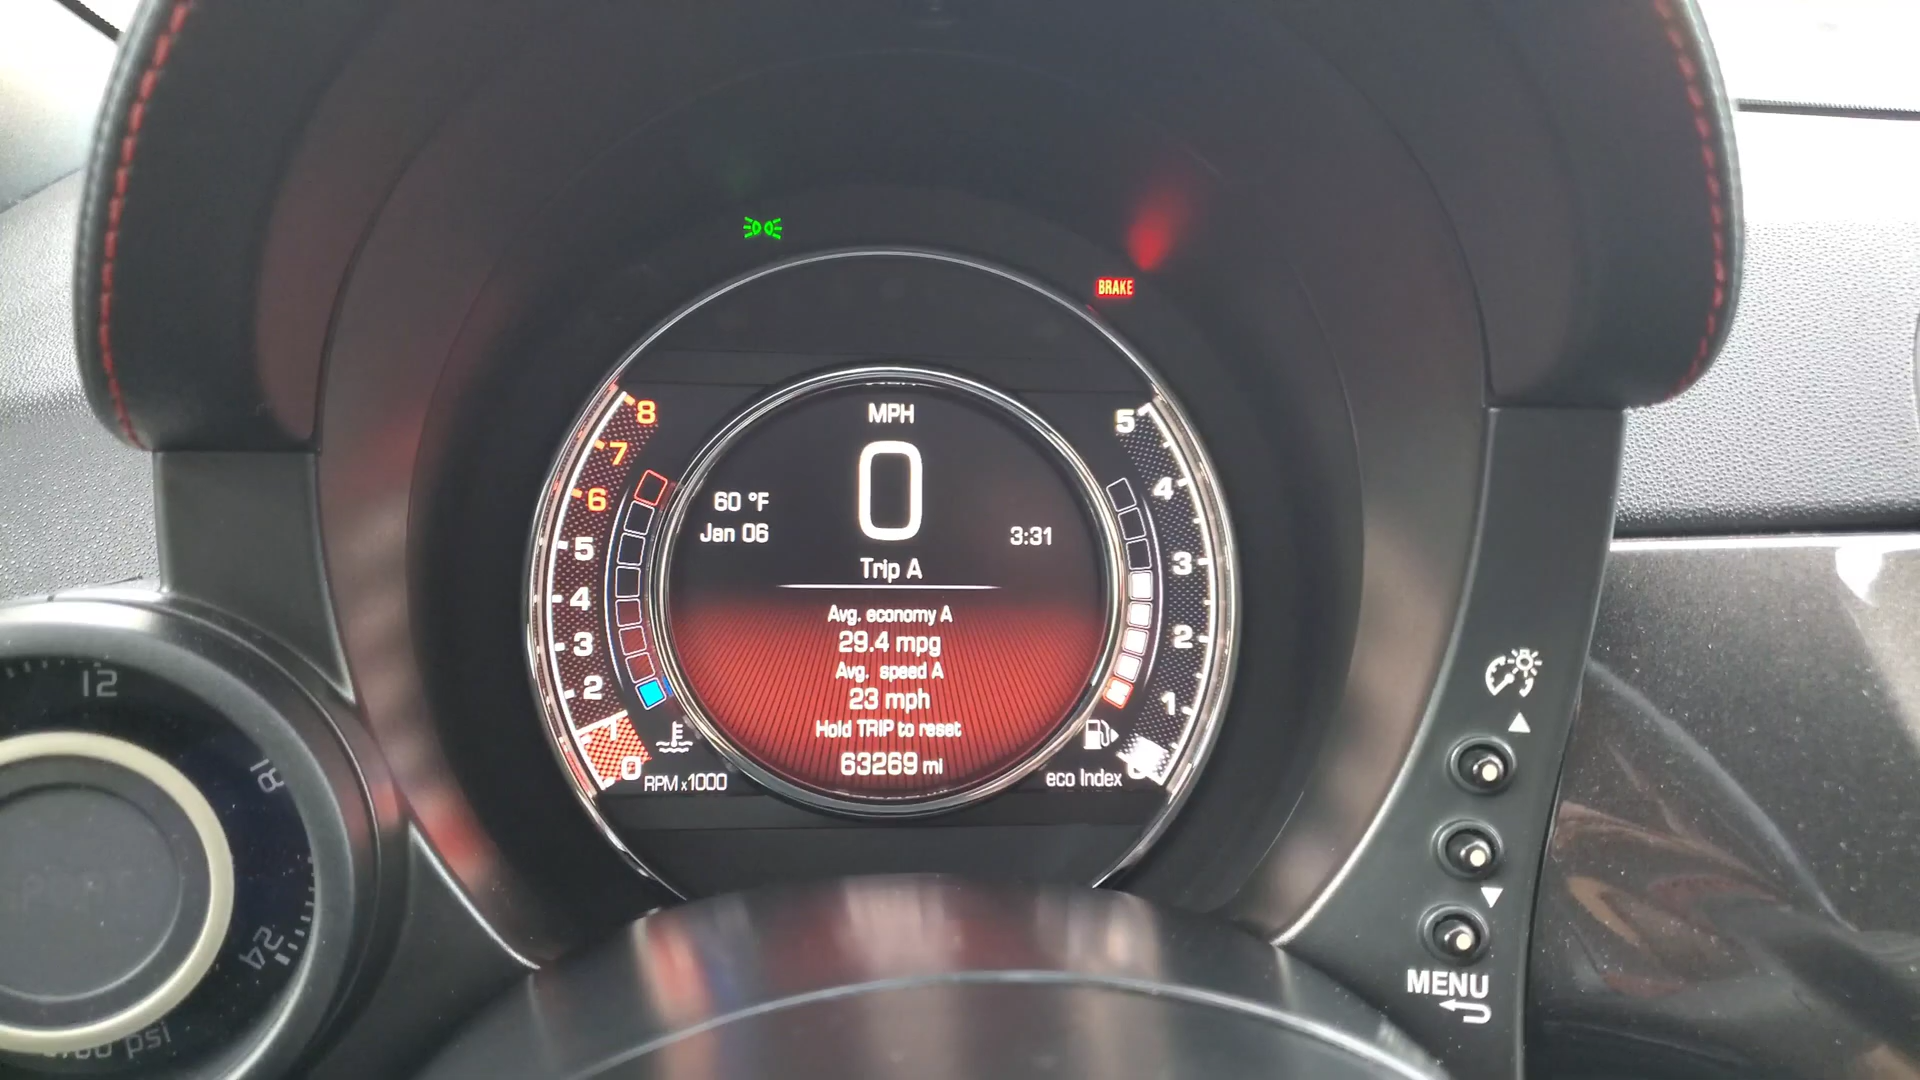 BRAKE
MPH
0
60 °F
Jan 06
3:31
Trip A
Avg. economy A
29.4 mpg
Avg. speed A
23 mph
Hold TRIP to reset
63269 mi
8
7
6
5
4
3
2
1
0
RPM x1000
5
4
3
2
1
eco Index
12
18
24
psi
MENU